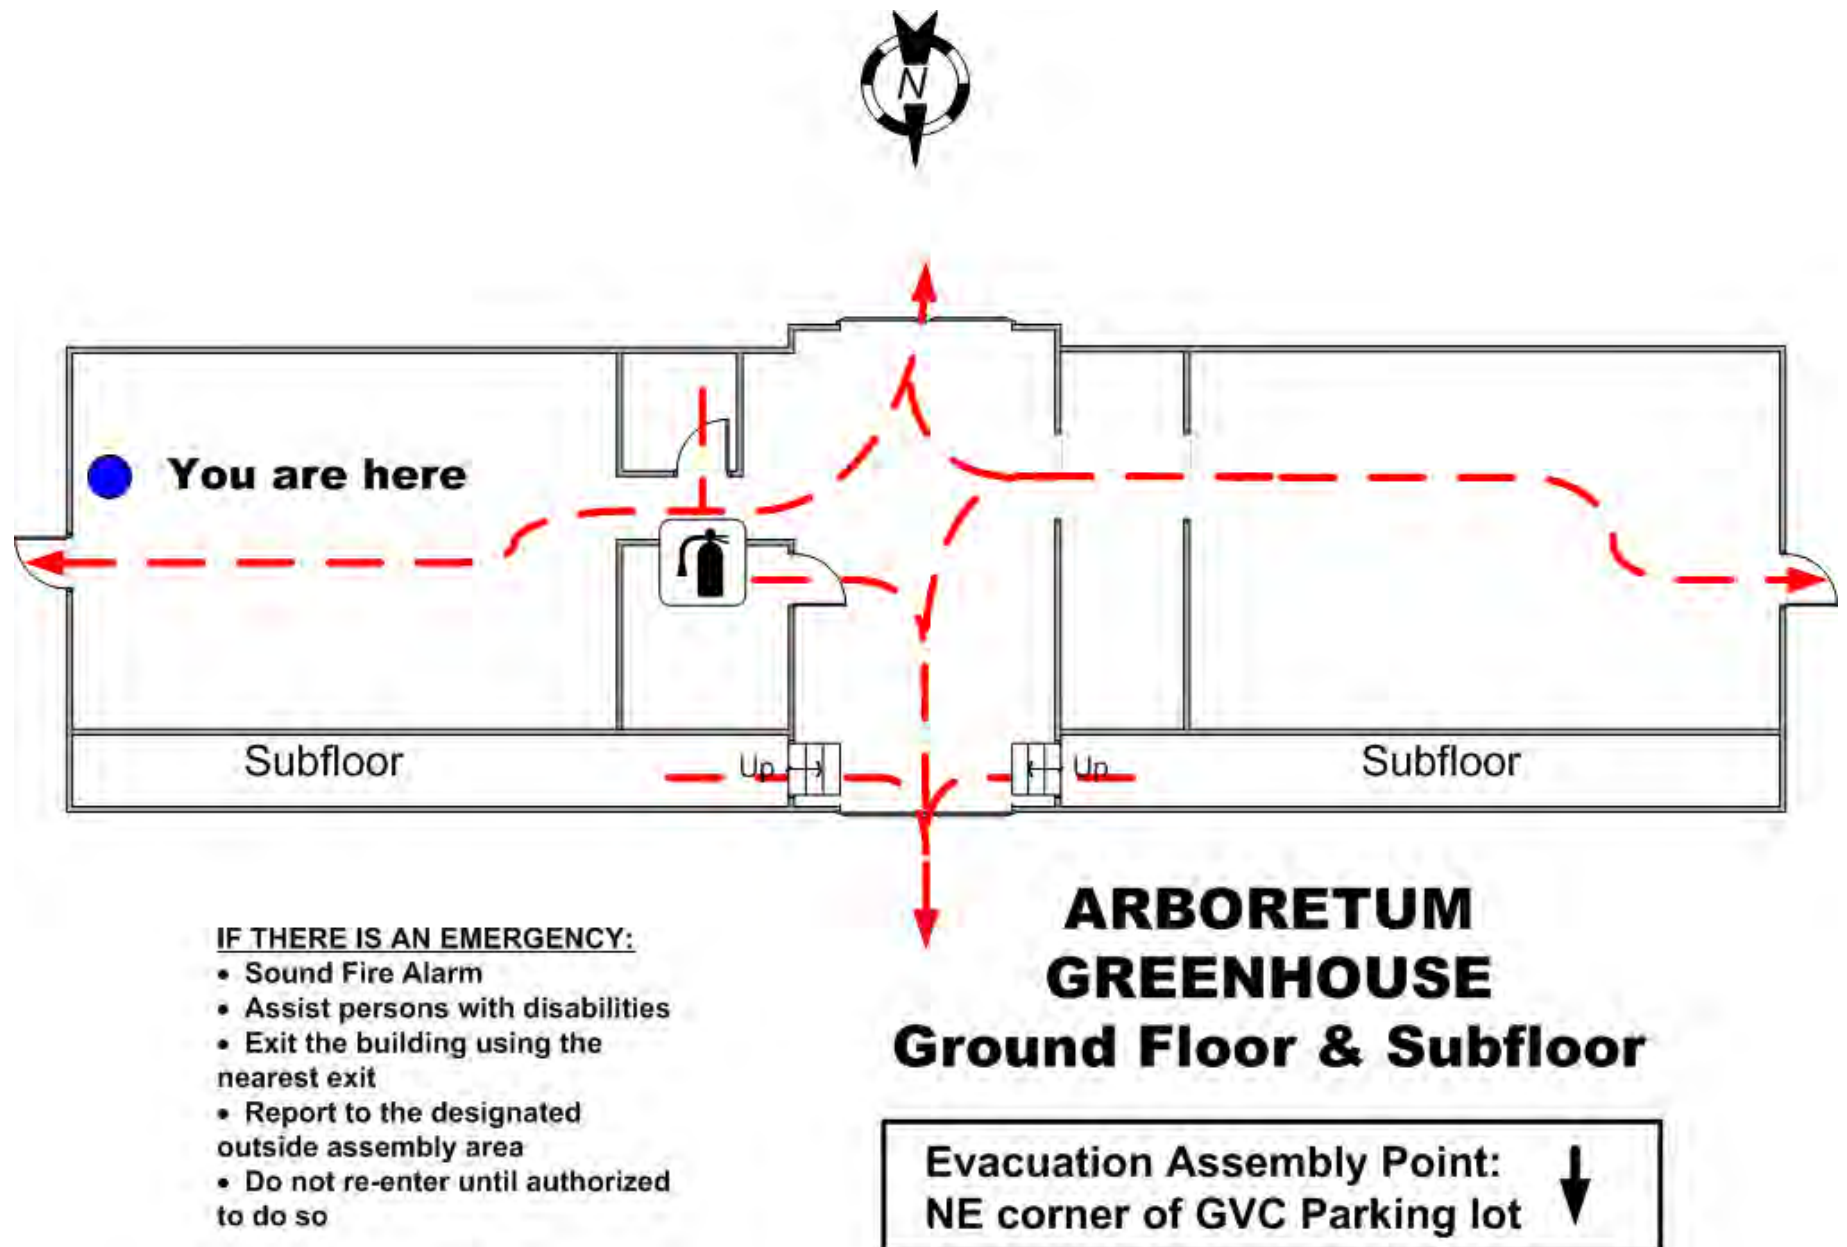 N
You are here
Subfloor
Up
Up
Subfloor
IF THERE IS AN EMERGENCY:
• Sound Fire Alarm
• Assist persons with disabilities
• Exit the building using the
nearest exit
• Report to the designated
outside assembly area
• Do not re-enter until authorized
to do so
ARBORETUM
GREENHOUSE
Ground Floor & Subfloor
Evacuation Assembly Point:
NE corner of GVC Parking lot